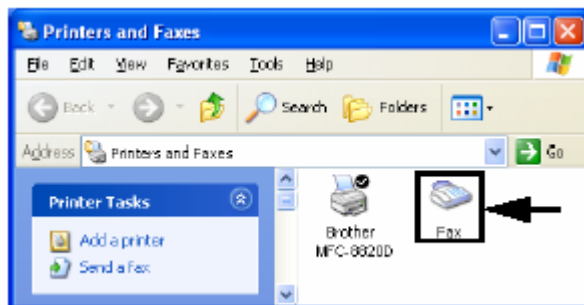 Printers and Faxes
File Edit View Favorites Tools Help
Back Search Folders
Address Printers and Faxes Go
Printer Tasks
Add a printer
Send a fax
Brother
MFC-8820D
Fax